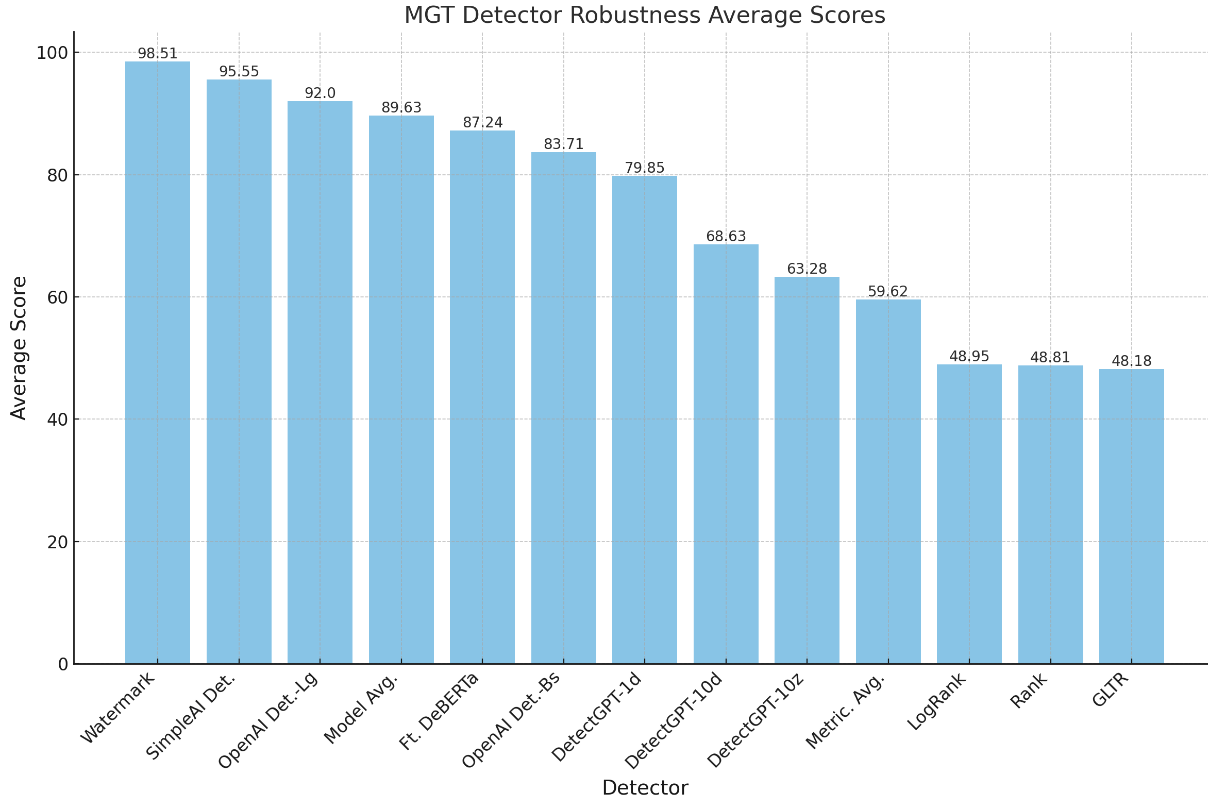 MGT Detector Robustness Average Scores
Average Score
100
80
60
40
20
0
98.51
95.55
92.0
89.63
87.24
83.71
79.85
68.63
63.28
59.62
48.95
48.81
48.18
Watermark
SimpleAI Det.
OpenAI Det.-Lg
Model Avg.
Ft. DeBERTa
OpenAI Det.-Bs
DetectGPT-1d
DetectGPT-10d
DetectGPT-10z
Metric. Avg.
LogRank
Rank
GLTR
Detector